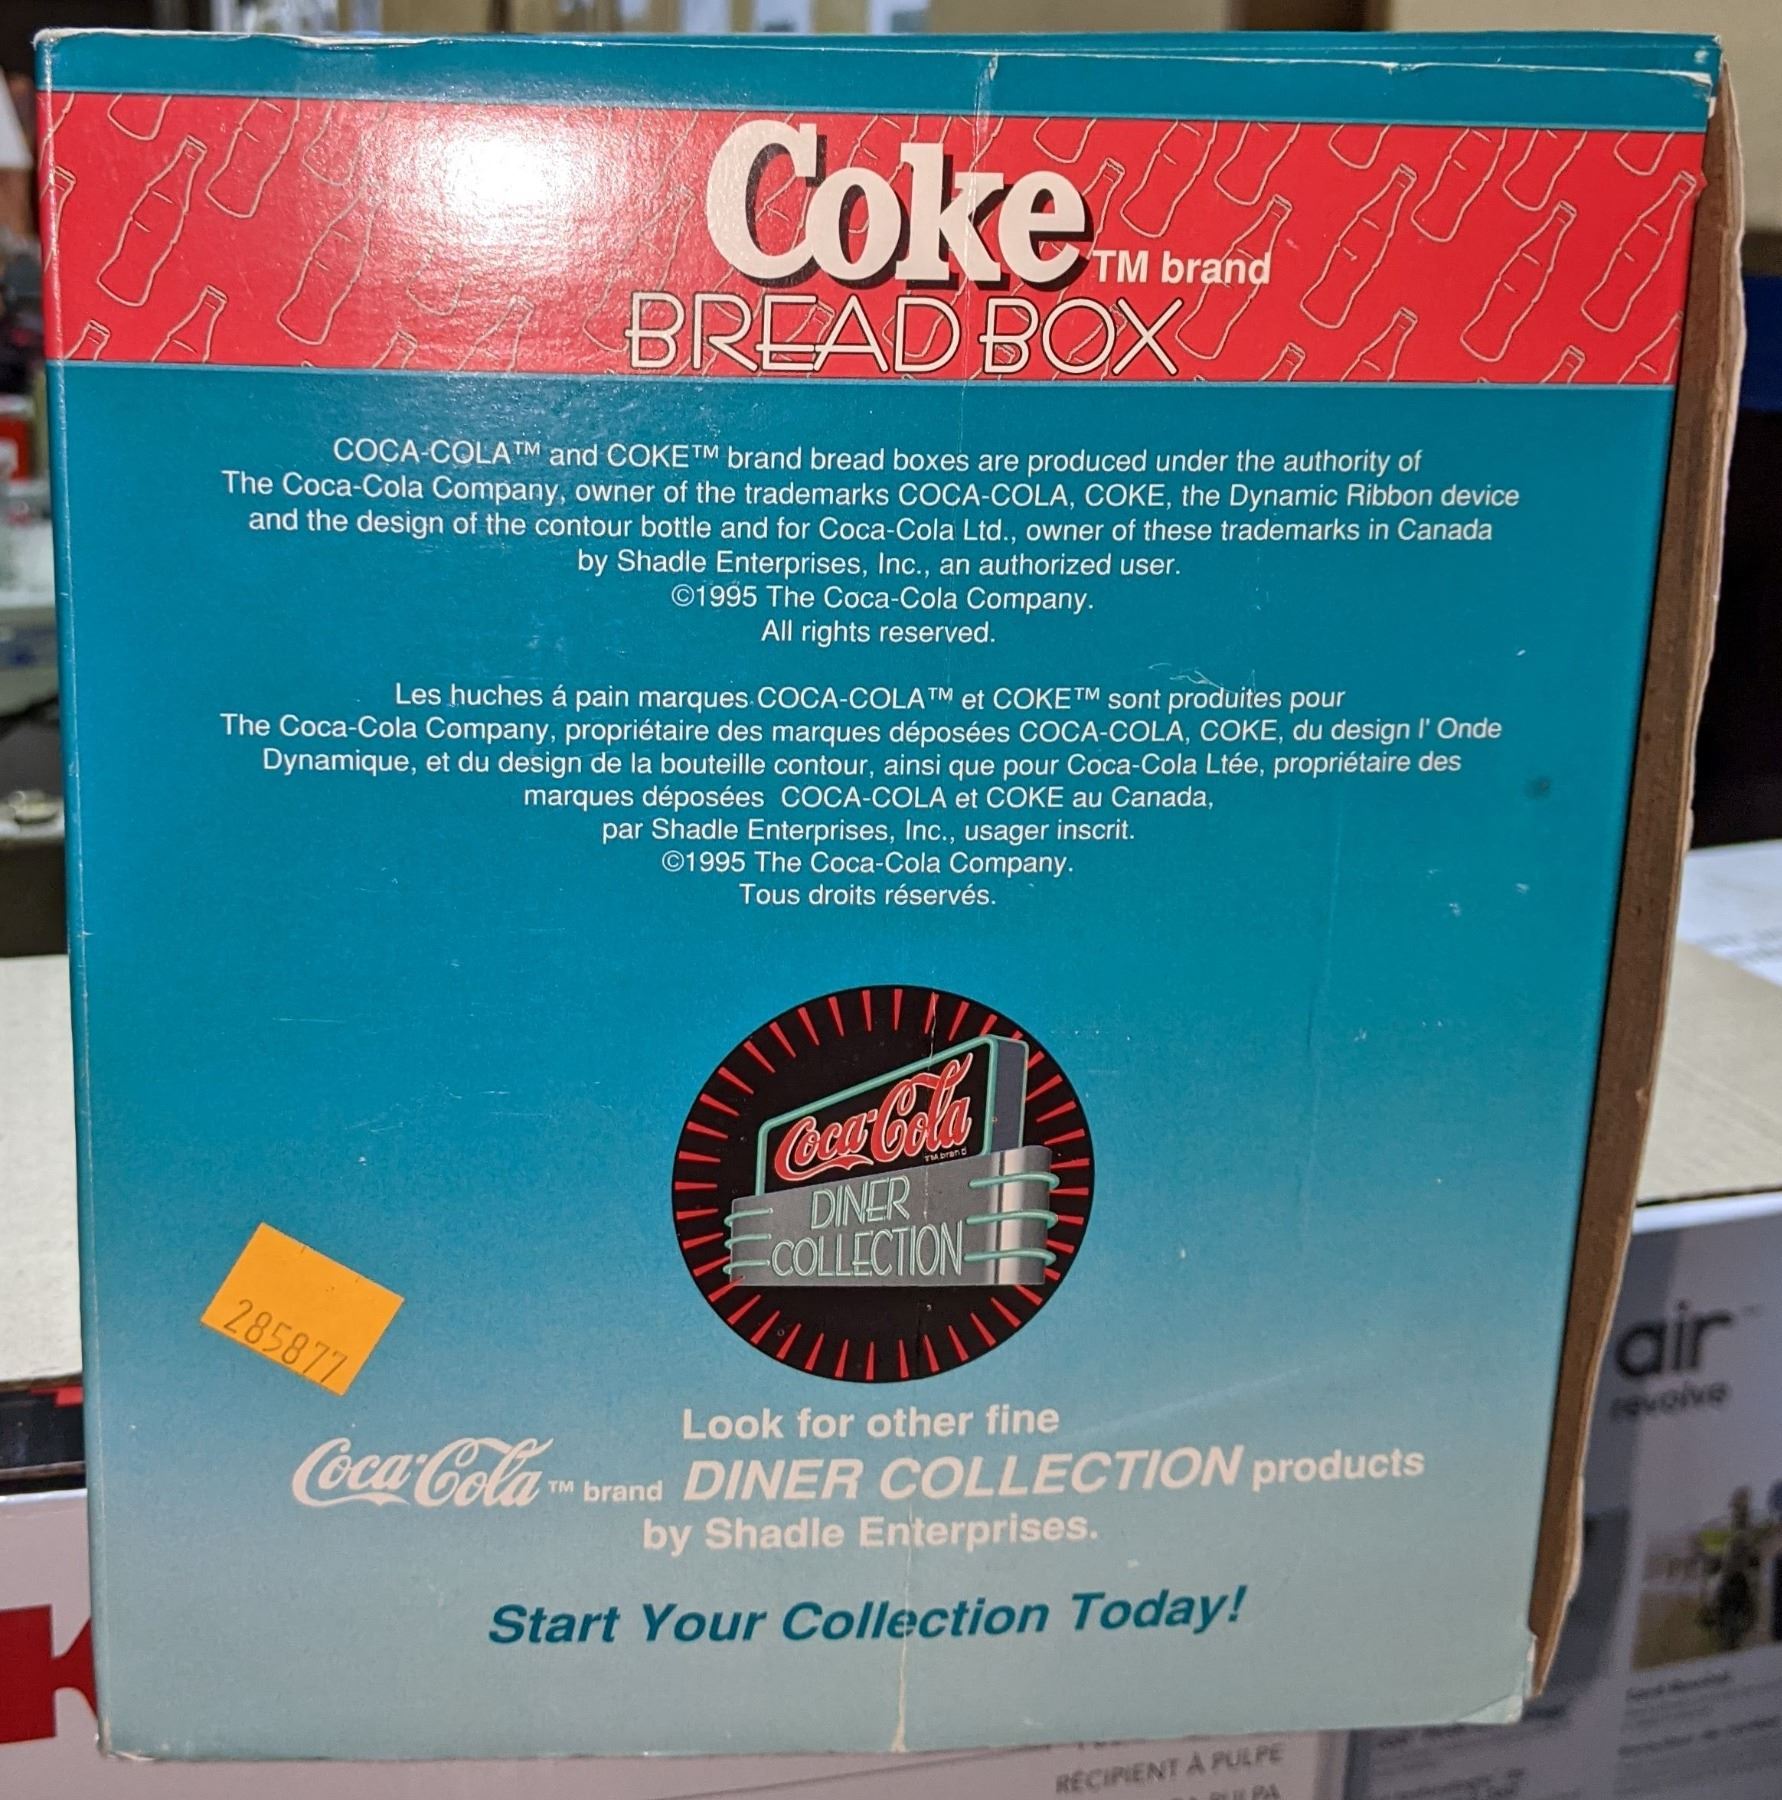 Coke TM brand
BREAD BOX
COCA-COLA™ and COKE™ brand bread boxes are produced under the authority of
The Coca-Cola Company, owner of the trademarks COCA-COLA, COKE, the Dynamic Ribbon device
and the design of the contour bottle and for Coca-Cola Ltd., owner of these trademarks in Canada
by Shadle Enterprises, Inc., an authorized user.
©1995 The Coca-Cola Company.
All rights reserved.
Les huches á pain marques COCA-COLA™ et COKE™ sont produites pour
The Coca-Cola Company, propriétaire des marques déposées COCA-COLA, COKE, du design l' Onde
Dynamique, et du design de la bouteille contour, ainsi que pour Coca-Cola Ltée, propriétaire des
marques déposées COCA-COLA et COKE au Canada,
par Shadle Enterprises, Inc., usager inscrit.
©1995 The Coca-Cola Company.
Tous droits réservés.
Coca-Cola
TM brand
DINER
COLLECTION
285877
Look for other fine
Coca-Cola ™ brand DINER COLLECTION products
by Shadle Enterprises.
Start Your Collection Today!
air
revolve
RÉCIPIENT À PULPE